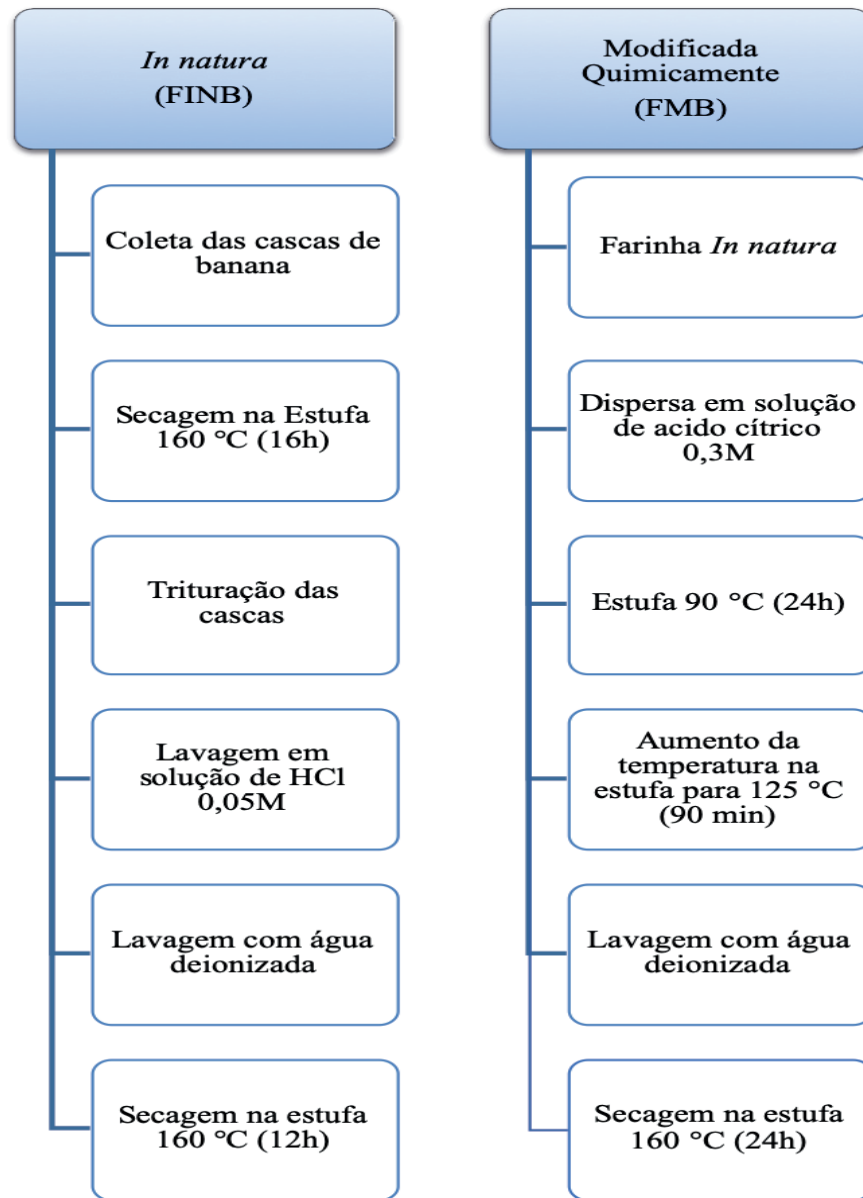 In natura
(FINB)
Coleta das cascas de
banana
Secagem na Estufa
160 °C (16h)
Trituração das
cascas
Lavagem em
solução de HCl
0,05M
Lavagem com água
deionizada
Secagem na estufa
160 °C (12h)
Modificada
Quimicamente
(FMB)
Farinha In natura
Dispersa em solução
de acido cítrico
0,3M
Estufa 90 °C (24h)
Aumento da
temperatura na
estufa para 125 °C
(90 min)
Lavagem com água
deionizada
Secagem na estufa
160 °C (24h)